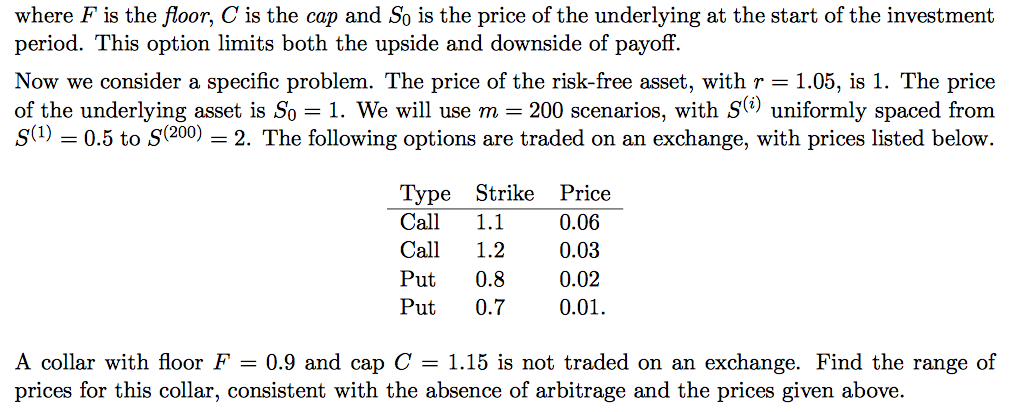 where F is the floor, C is the cap and S₀ is the price of the underlying at the start of the investment
period. This option limits both the upside and downside of payoff.
Now we consider a specific problem. The price of the risk-free asset, with r = 1.05, is 1. The price
of the underlying asset is S₀ = 1. We will use m = 200 scenarios, with S⁽ⁱ⁾ uniformly spaced from
S⁽¹⁾ = 0.5 to S⁽²⁰⁰⁾ = 2. The following options are traded on an exchange, with prices listed below.
Type Strike Price
Call 1.1 0.06
Call 1.2 0.03
Put 0.8 0.02
Put 0.7 0.01.
A collar with floor F = 0.9 and cap C = 1.15 is not traded on an exchange. Find the range of
prices for this collar, consistent with the absence of arbitrage and the prices given above.